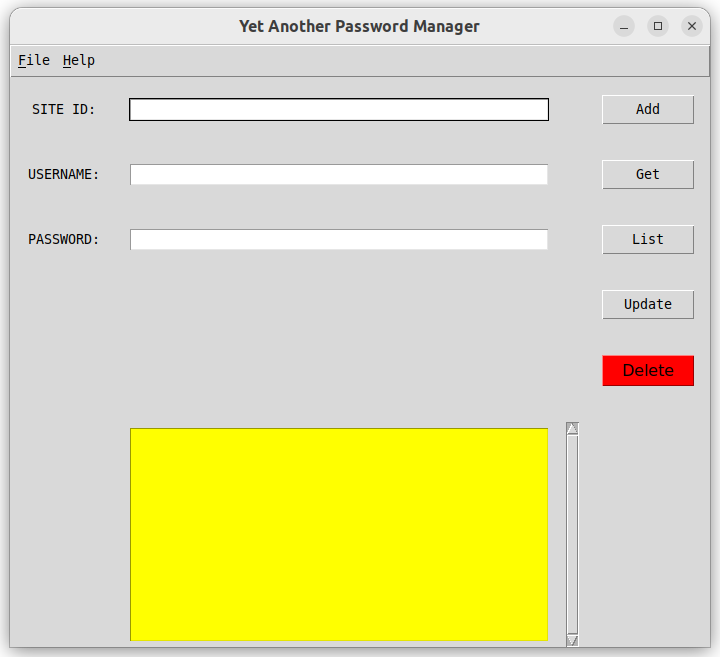 Yet Another Password Manager
File Help
SITE ID: Add
USERNAME: Get
PASSWORD: List
Update
Delete